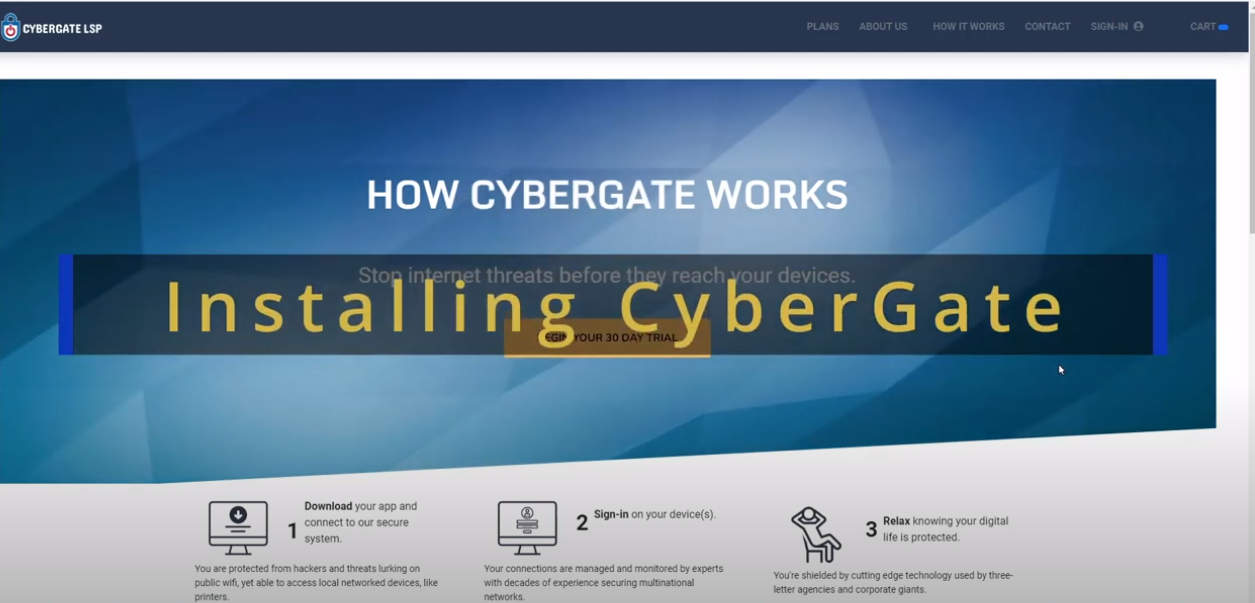 CYBERGATE LSP
PLANS ABOUT US HOW IT WORKS CONTACT SIGN-IN CART
HOW CYBERGATE WORKS
Stop internet threats before they reach your devices.
Installing CyberGate
BEGIN YOUR 30 DAY TRIAL
1 Download your app and
connect to our secure
system.
You are protected from hackers and threats lurking on
public wifi, yet able to access local networked devices, like
printers.
2 Sign-in on your device(s).
Your connections are managed and monitored by experts
with decades of experience securing multinational
networks.
3 Relax knowing your digital
life is protected.
You're shielded by cutting edge technology used by three-
letter agencies and corporate giants.